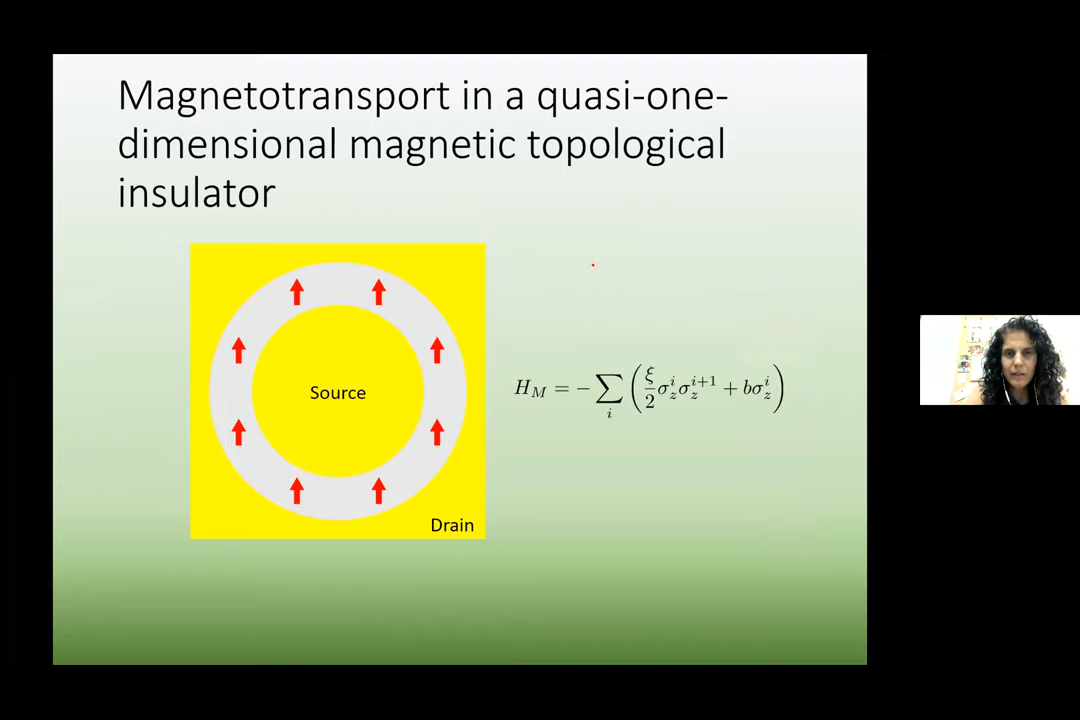 Magnetotransport in a quasi-one-
dimensional magnetic topological
insulator
Source
H_M = -\sum_i \left( \frac{\xi}{2} \sigma_z^i \sigma_z^{i+1} + b\sigma_z^i \right)
Drain